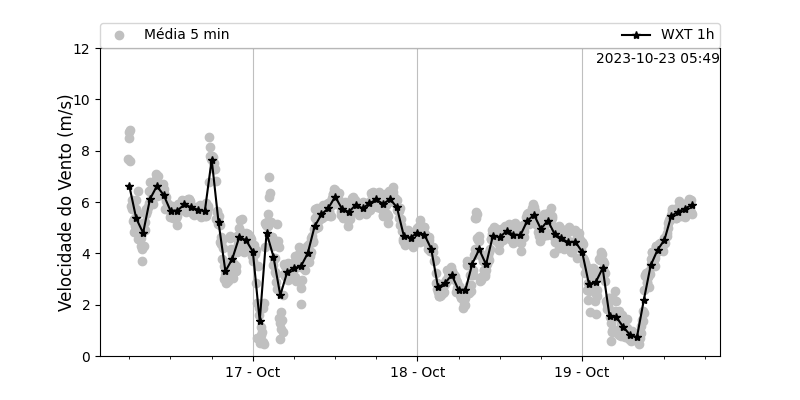 Média 5 min
WXT 1h
2023-10-23 05:49
Velocidade do Vento (m/s)
12
10
8
6
4
2
0
17 - Oct
18 - Oct
19 - Oct